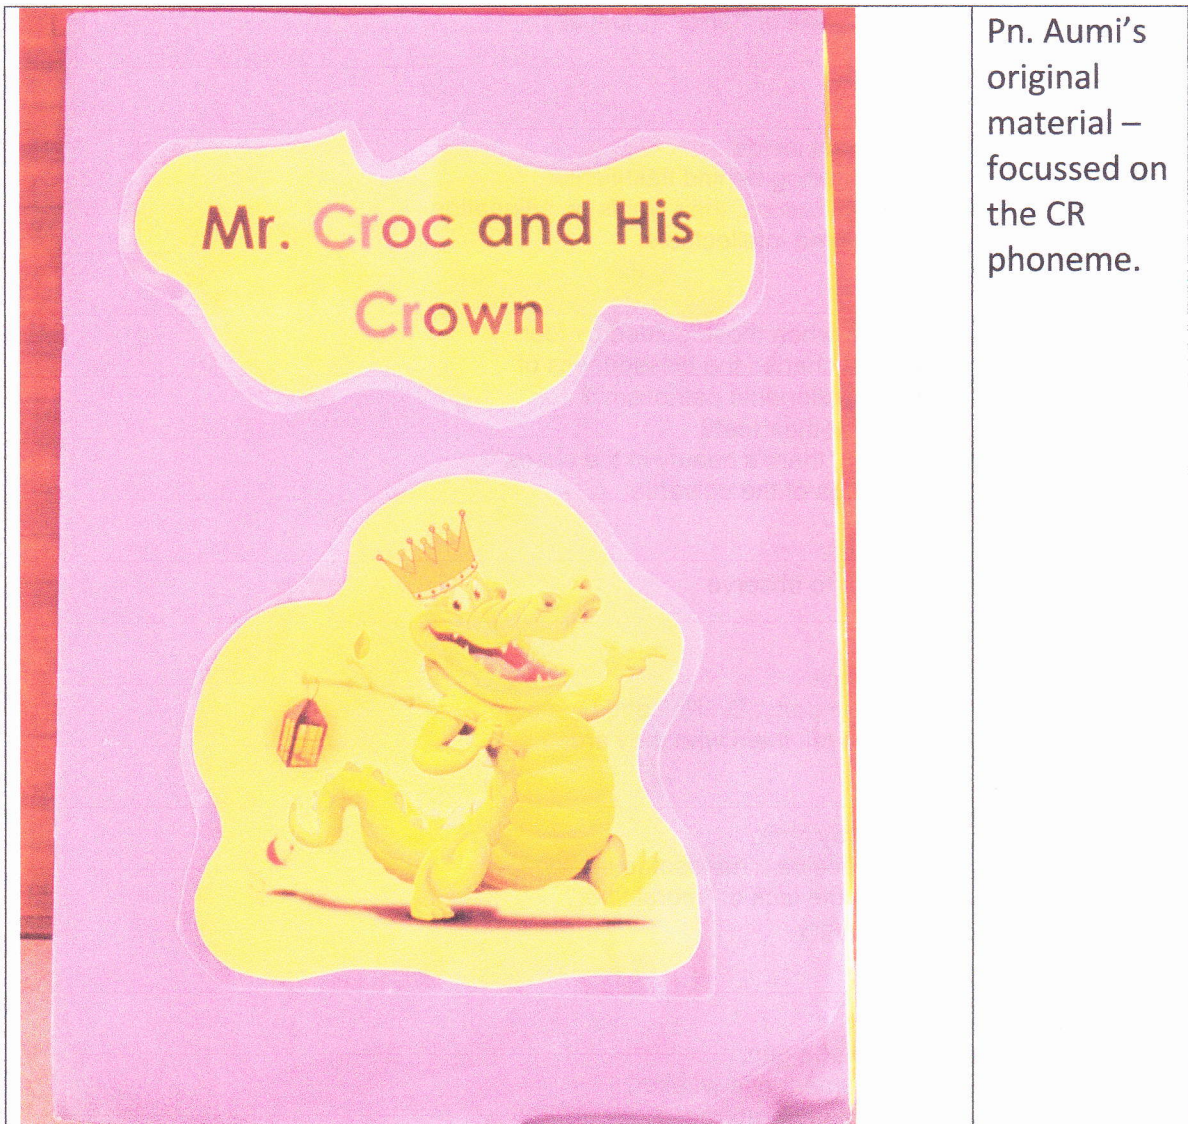 Mr. Croc and His
Crown
Pn. Aumi's
original
material –
focussed on
the CR
phoneme.